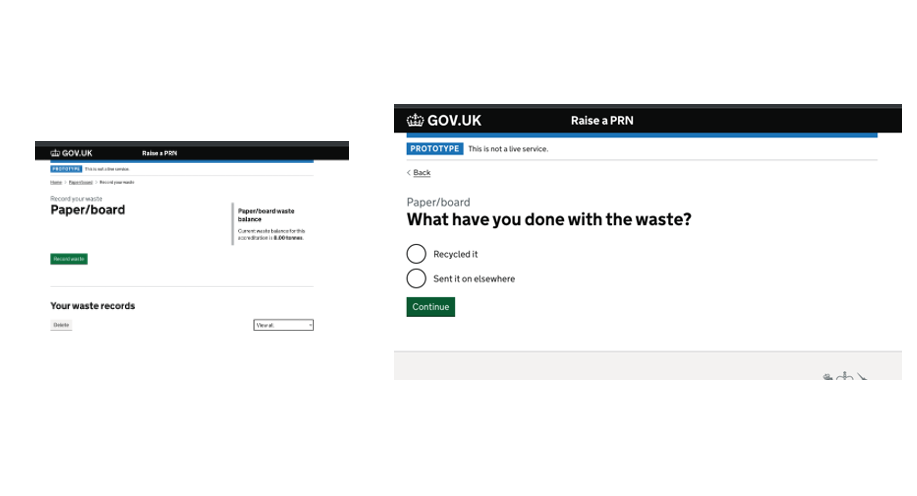 GOV.UK Raise a PRN
PROTOTYPE This is not a live service.
Home > Paper/board > Record your waste
Record your waste
Paper/board
Paper/board waste
balance
Current waste balance for this
accreditation is 0.00 tonnes.
Record waste
Your waste records
Delete
View all
GOV.UK Raise a PRN
PROTOTYPE This is not a live service.
< Back
Paper/board
What have you done with the waste?
Recycled it
Sent it on elsewhere
Continue